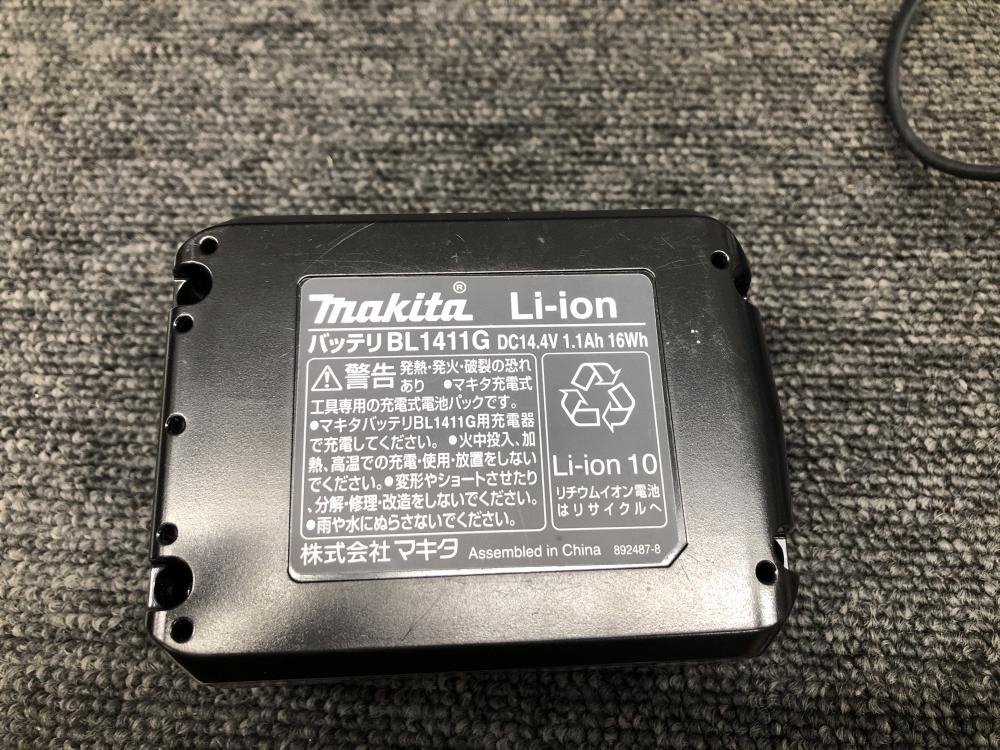 makita® Li-ion
バッテリ BL1411G DC14.4V 1.1Ah 16Wh
⚠警告 発熱・発火・破裂の恐れ
あり ●マキタ充電式
工具専用の充電式電池パックです。
●マキタバッテリBL1411G用充電器
で充電してください。 ●火中投入、加
熱、高温での充電・使用・放置をしない
でください。●変形やショートさせたり
、分解・修理・改造をしないでください。
●雨や水にぬらさないでください。
Li-ion 10
リチウムイオン電池
はリサイクルへ
株式会社マキタ Assembled in China 892487-8